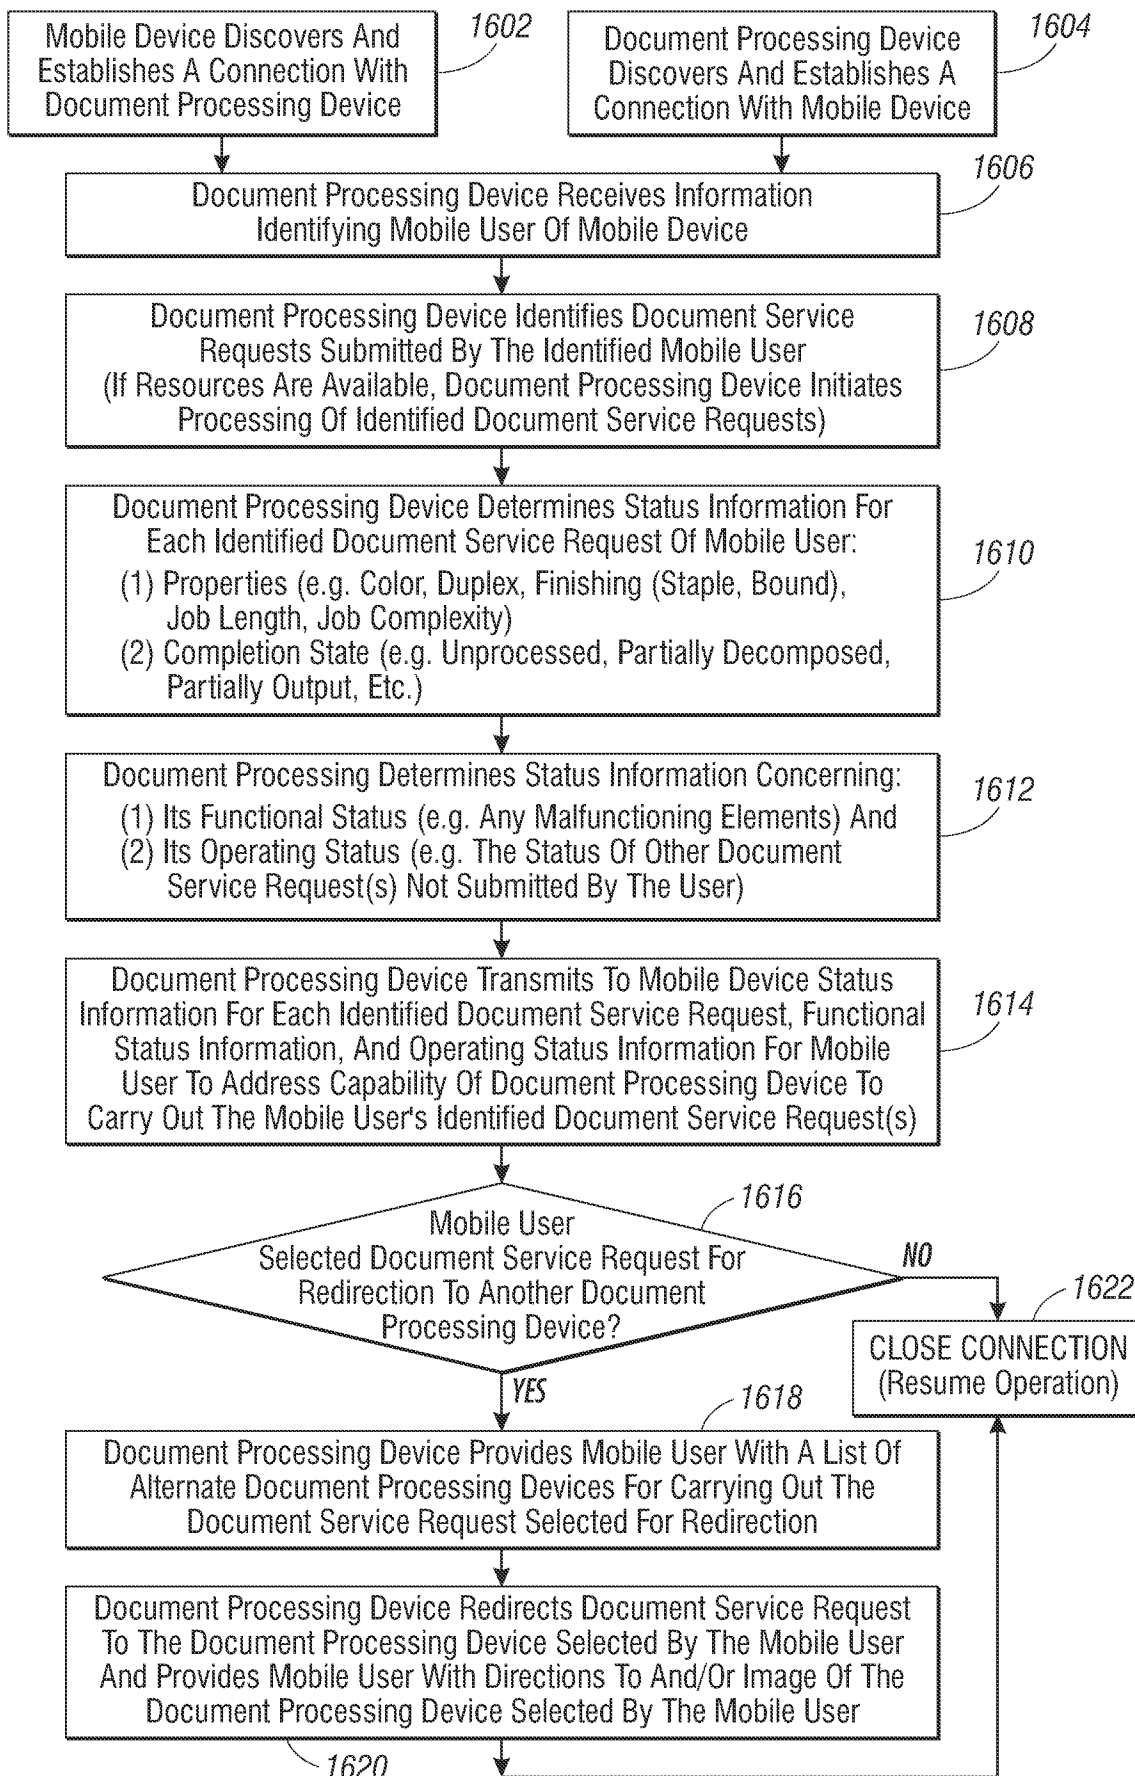 Mobile Device Discovers And
Establishes A Connection With
Document Processing Device
1602
Document Processing Device
Discovers And Establishes A
Connection With Mobile Device
1604
Document Processing Device Receives Information
Identifying Mobile User Of Mobile Device
1606
Document Processing Device Identifies Document Service
Requests Submitted By The Identified Mobile User
(If Resources Are Available, Document Processing Device Initiates
Processing Of Identified Document Service Requests)
1608
Document Processing Device Determines Status Information For
Each Identified Document Service Request Of Mobile User:
(1) Properties (e.g. Color, Duplex, Finishing (Staple, Bound),
Job Length, Job Complexity)
(2) Completion State (e.g. Unprocessed, Partially Decomposed,
Partially Output, Etc.)
1610
Document Processing Determines Status Information Concerning:
(1) Its Functional Status (e.g. Any Malfunctioning Elements) And
(2) Its Operating Status (e.g. The Status Of Other Document
Service Request(s) Not Submitted By The User)
1612
Document Processing Device Transmits To Mobile Device Status
Information For Each Identified Document Service Request, Functional
Status Information, And Operating Status Information For Mobile
User To Address Capability Of Document Processing Device To
Carry Out The Mobile User's Identified Document Service Request(s)
1614
1616
Mobile User
Selected Document Service Request For
Redirection To Another Document
Processing Device?
NO
1622
CLOSE CONNECTION
(Resume Operation)
YES
1618
Document Processing Device Provides Mobile User With A List Of
Alternate Document Processing Devices For Carrying Out The
Document Service Request Selected For Redirection
Document Processing Device Redirects Document Service Request
To The Document Processing Device Selected By The Mobile User
And Provides Mobile User With Directions To And/Or Image Of The
Document Processing Device Selected By The Mobile User
1620